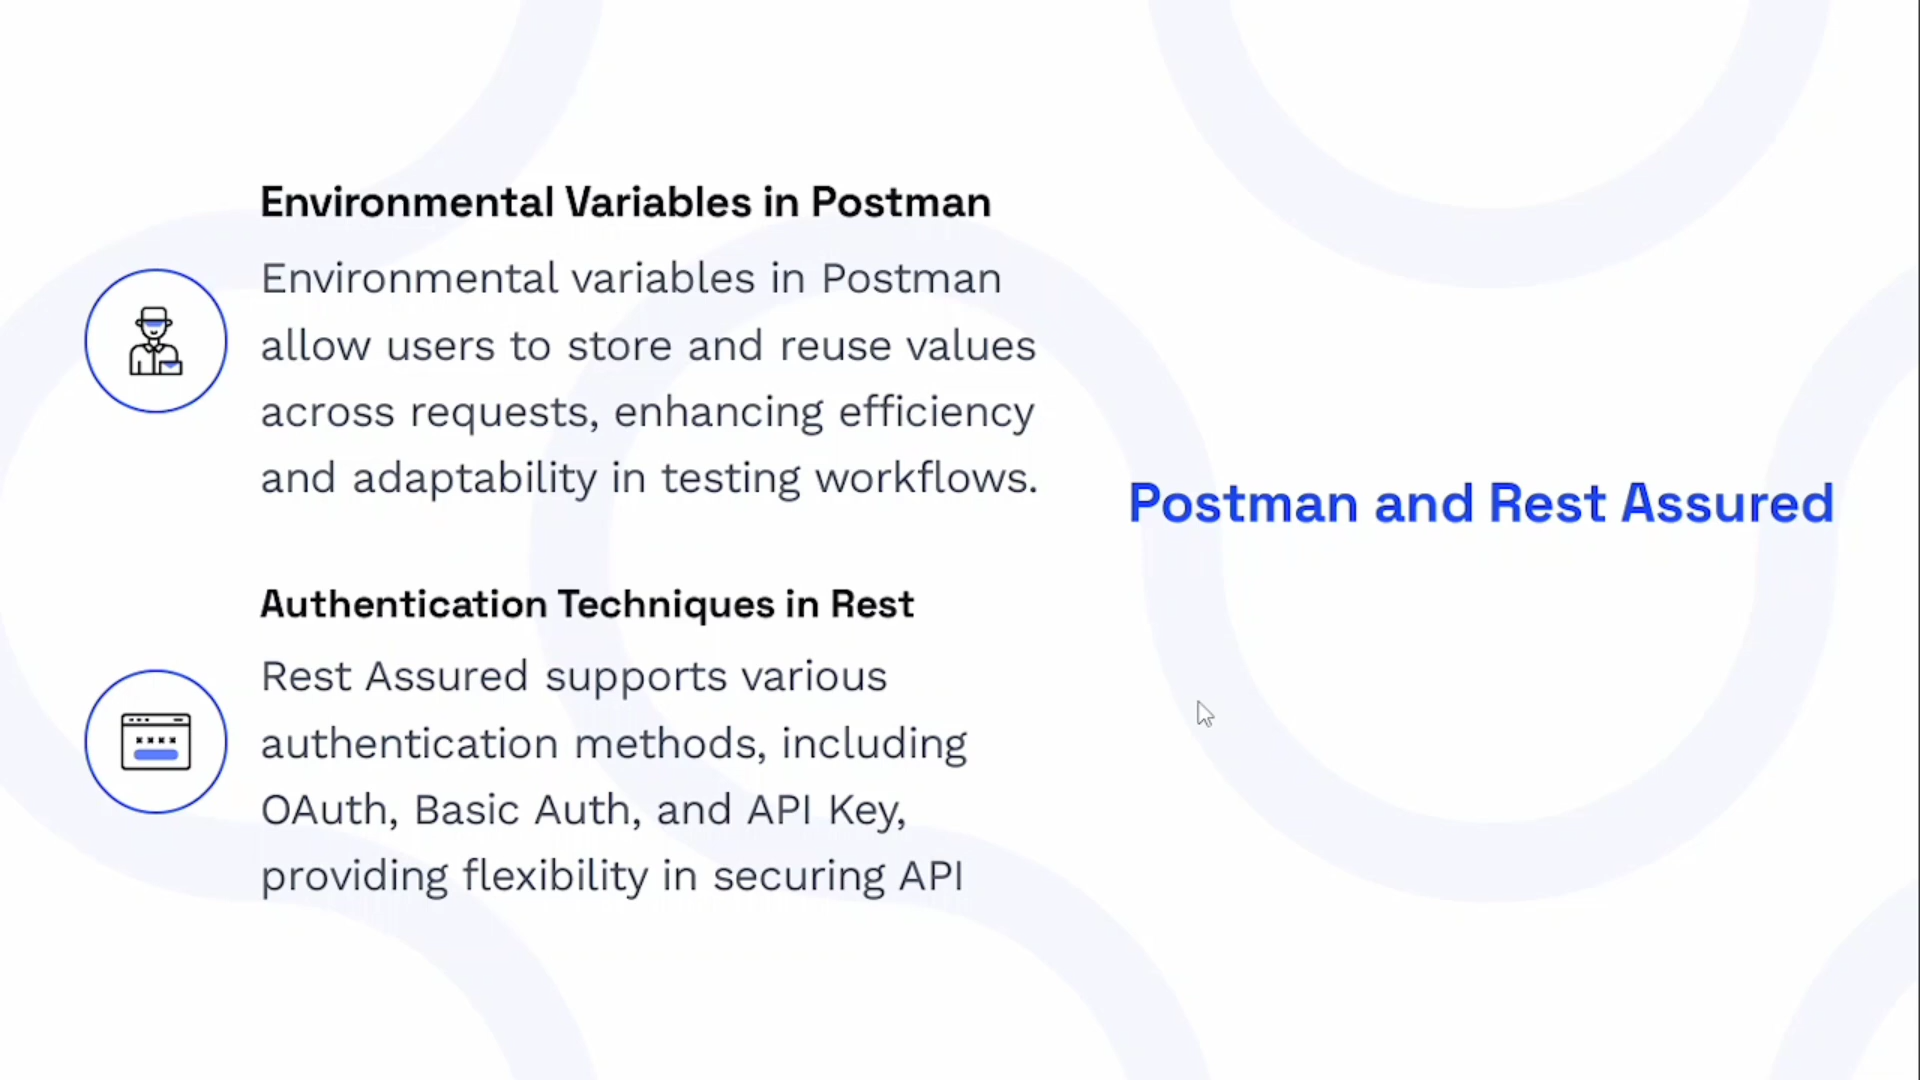 Environmental Variables in Postman
Environmental variables in Postman
allow users to store and reuse values
across requests, enhancing efficiency
and adaptability in testing workflows.
Postman and Rest Assured
Authentication Techniques in Rest
Rest Assured supports various
authentication methods, including
OAuth, Basic Auth, and API Key,
providing flexibility in securing API